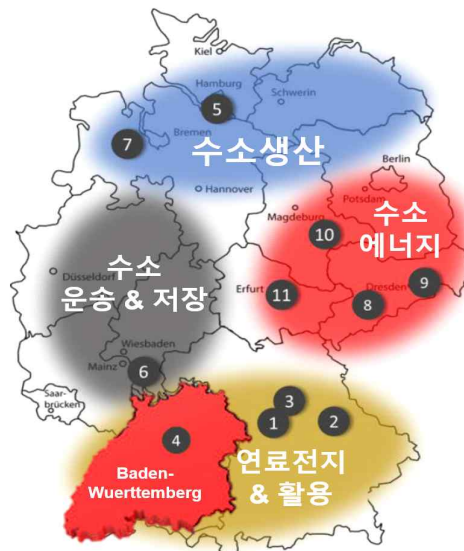 Kiel
Hamburg
Schwerin
5
7
Bremen
수소생산
Berlin
Hannover
Potsdam
Magdeburg
수소
에너지
10
수소
운송 & 저장
Düsseldorf
Erfurt
11
Dresden
9
8
Wiesbaden
Mainz
6
Saar-
brücken
3
1
2
4
연료전지
& 활용
Baden-
Wuerttemberg